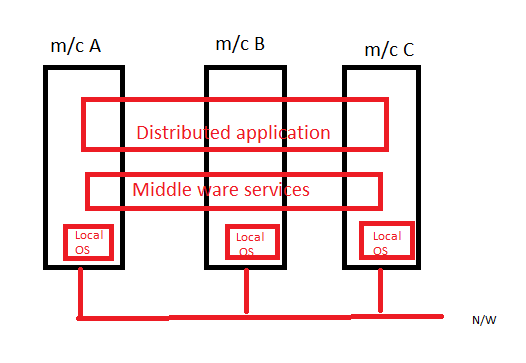 m/c A
m/c B
m/c C
Distributed application
Middle ware services
Local
OS
Local
OS
Local
OS
N/W